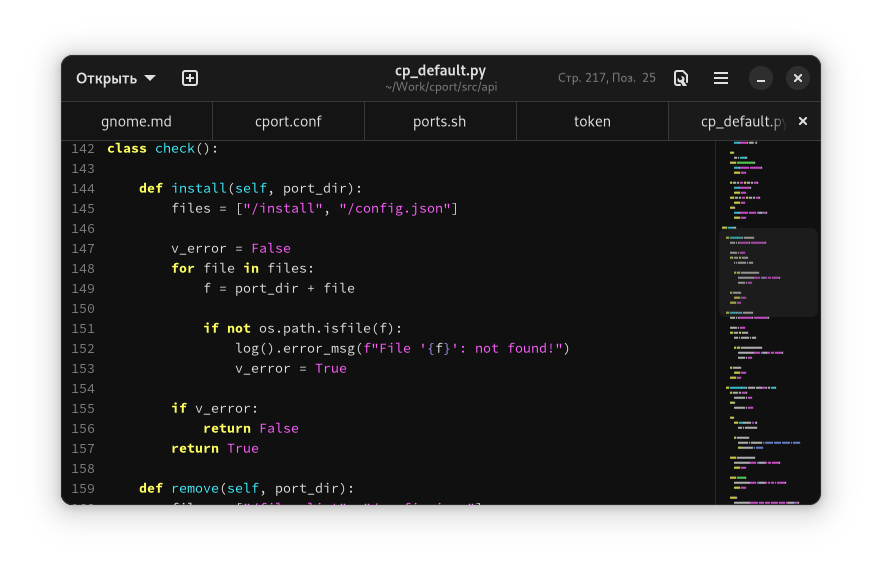 Открыть
cp_default.py
~/Work/cport/src/api
Стр. 217, Поз. 25
gnome.md cport.conf ports.sh token cp_default.py
142 class check():
143
144     def install(self, port_dir):
145         files = ["/install", "/config.json"]
146
147         v_error = False
148         for file in files:
149             f = port_dir + file
150
151             if not os.path.isfile(f):
152                 log().error_msg(f"File '{f}': not found!")
153                 v_error = True
154
155         if v_error:
156             return False
157         return True
158
159     def remove(self, port_dir):